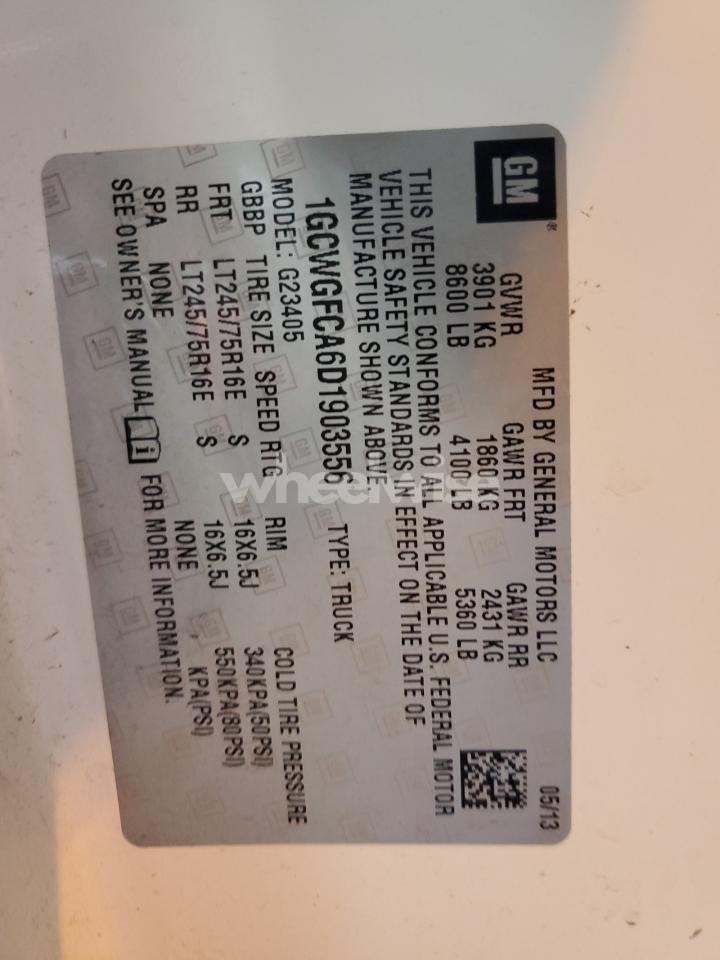 GM ®
MFD BY GENERAL MOTORS LLC 05/13
GVWR GAWR FRT GAWR RR
3901 KG 1860 KG 2431 KG
8600 LB 4100 LB 5360 LB
THIS VEHICLE CONFORMS TO ALL APPLICABLE U.S. FEDERAL MOTOR
VEHICLE SAFETY STANDARDS IN EFFECT ON THE DATE OF
MANUFACTURE SHOWN ABOVE.
1GCWGFCA6D1903556 TYPE: TRUCK
MODEL: G23405
GBBP TIRE SIZE SPEED RTG RIM COLD TIRE PRESSURE
FRT LT245/75R16E S 16X6.5J 340KPA(50PSI)
RR LT245/75R16E S 16X6.5J 550KPA(80PSI)
SPA NONE NONE KPA(PSI)
SEE OWNER'S MANUAL i FOR MORE INFORMATION.
wheelwise